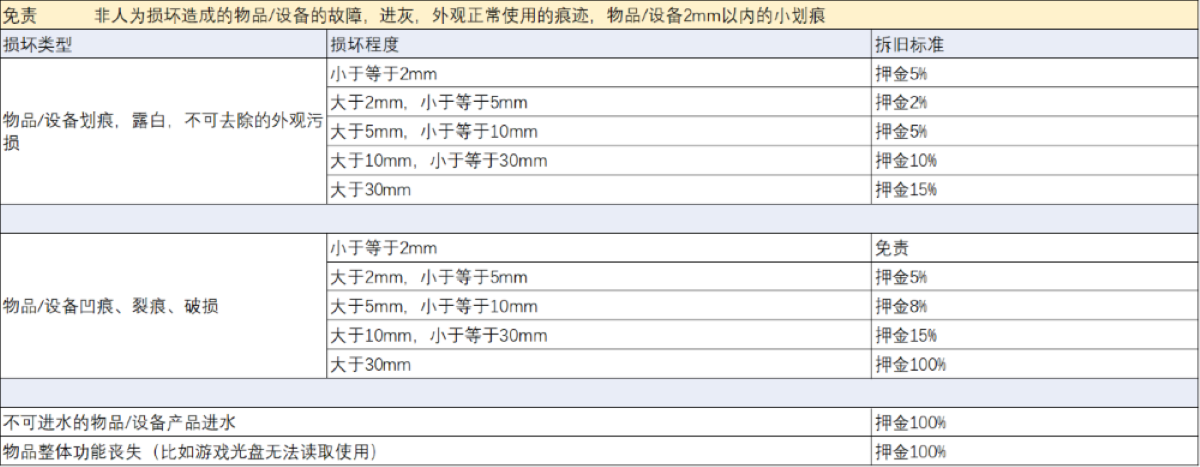 免责 非人为损坏造成的物品/设备的故障，进灰，外观正常使用的痕迹，物品/设备2mm以内的小划痕
损坏类型 损坏程度 拆旧标准
物品/设备划痕，露白，不可去除的外观污
损
小于等于2mm 押金5%
大于2mm，小于等于5mm 押金2%
大于5mm，小于等于10mm 押金5%
大于10mm，小于等于30mm 押金10%
大于30mm 押金15%
物品/设备凹痕、裂痕、破损
小于等于2mm 免责
大于2mm，小于等于5mm 押金5%
大于5mm，小于等于10mm 押金8%
大于10mm，小于等于30mm 押金15%
大于30mm 押金100%
不可进水的物品/设备产品进水 押金100%
物品整体功能丧失（比如游戏光盘无法读取使用） 押金100%